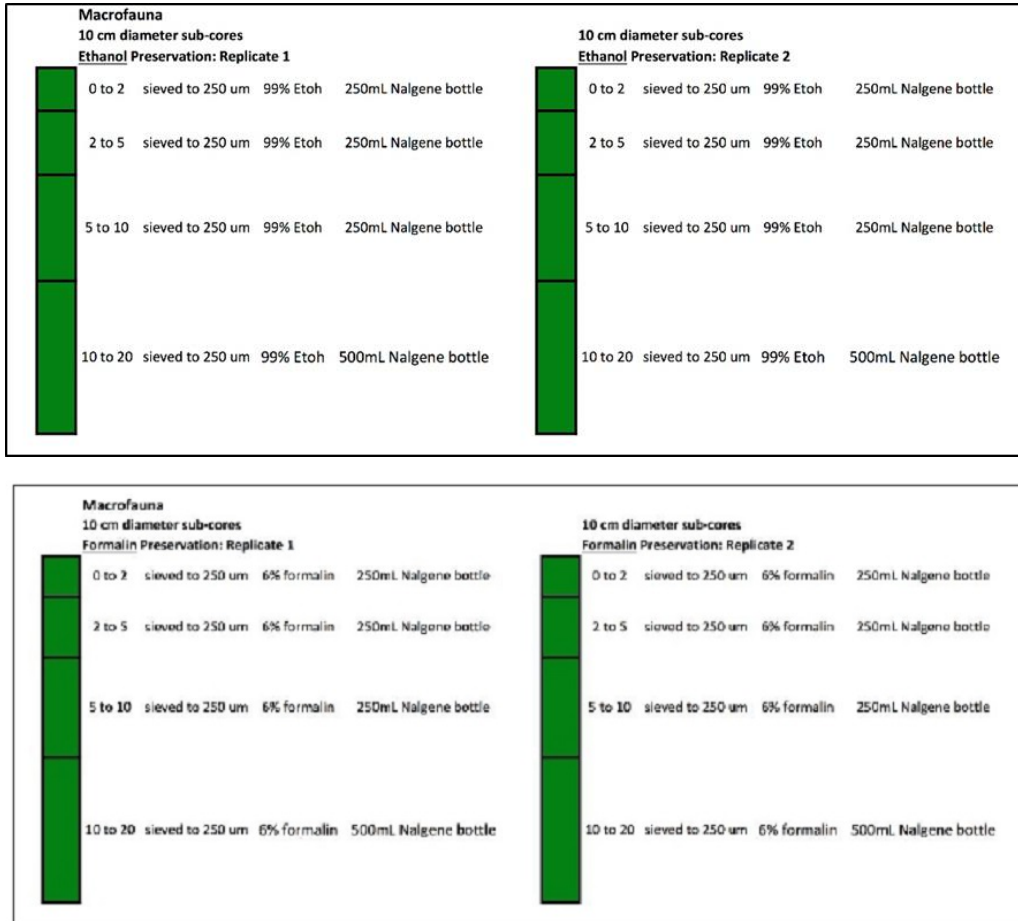 Macrofauna
10 cm diameter sub-cores
Ethanol Preservation: Replicate 1
0 to 2 sieved to 250 um 99% Etoh 250mL Nalgene bottle
2 to 5 sieved to 250 um 99% Etoh 250mL Nalgene bottle
5 to 10 sieved to 250 um 99% Etoh 250mL Nalgene bottle
10 to 20 sieved to 250 um 99% Etoh 500mL Nalgene bottle
10 cm diameter sub-cores
Ethanol Preservation: Replicate 2
0 to 2 sieved to 250 um 99% Etoh 250mL Nalgene bottle
2 to 5 sieved to 250 um 99% Etoh 250mL Nalgene bottle
5 to 10 sieved to 250 um 99% Etoh 250mL Nalgene bottle
10 to 20 sieved to 250 um 99% Etoh 500mL Nalgene bottle
Macrofauna
10 cm diameter sub-cores
Formalin Preservation: Replicate 1
0 to 2 sieved to 250 um 6% formalin 250mL Nalgene bottle
2 to 5 sieved to 250 um 6% formalin 250mL Nalgene bottle
5 to 10 sieved to 250 um 6% formalin 250mL Nalgene bottle
10 to 20 sieved to 250 um 6% formalin 500mL Nalgene bottle
10 cm diameter sub-cores
Formalin Preservation: Replicate 2
0 to 2 sieved to 250 um 6% formalin 250mL Nalgene bottle
2 to 5 sieved to 250 um 6% formalin 250mL Nalgene bottle
5 to 10 sieved to 250 um 6% formalin 250mL Nalgene bottle
10 to 20 sieved to 250 um 6% formalin 500mL Nalgene bottle